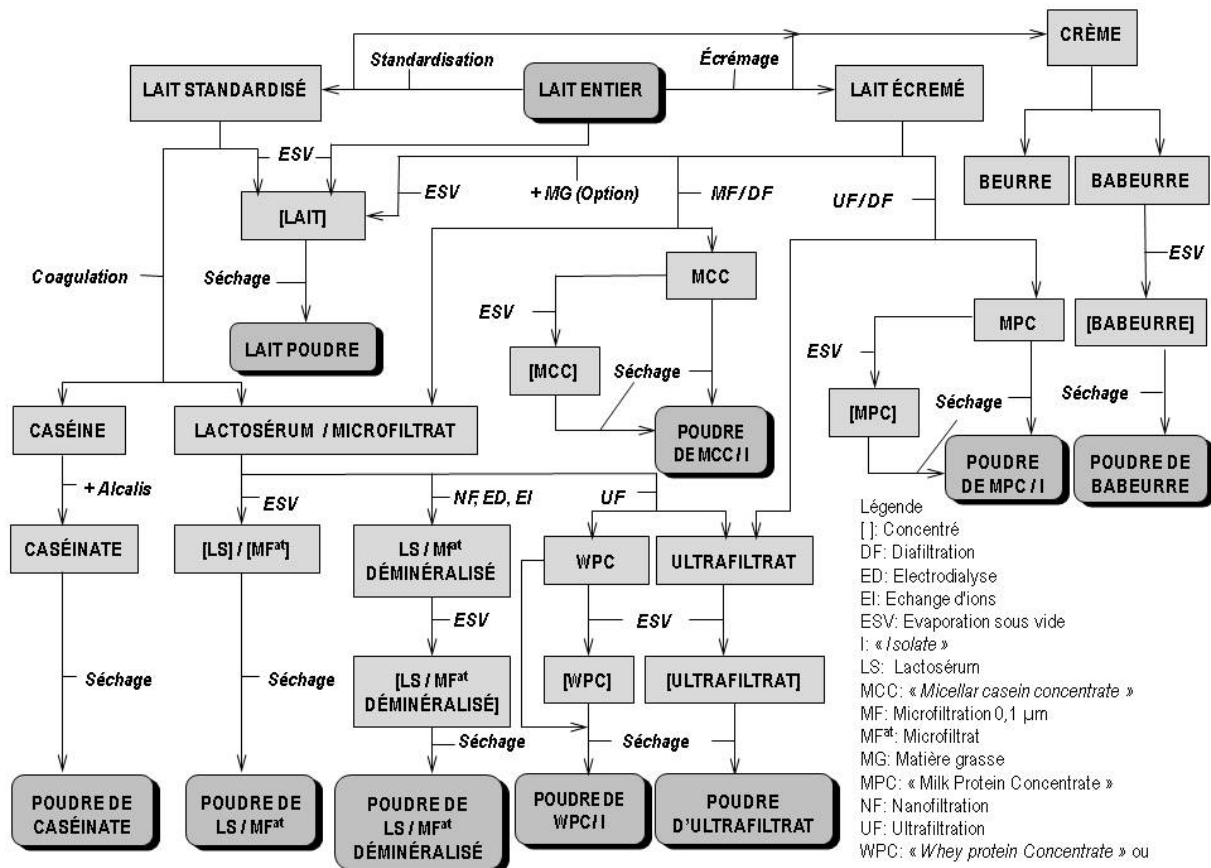 CRÈME
Standardisation
Écrémage
LAIT STANDARDISÉ
LAIT ENTIER
LAIT ÉCREMÉ
ESV
BEURRE
BABEURRE
[LAIT]
ESV
+ MG (Option)
MF / DF
UF / DF
Coagulation
Séchage
MCC
ESV
ESV
MPC
[BABEURRE]
LAIT POUDRE
[MCC]
Séchage
ESV
Séchage
Séchage
[MPC]
CASÉINE
LACTOSÉRUM / MICROFILTRAT
POUDRE
DE MCC / I
POUDRE
DE MPC / I
POUDRE DE
BABEURRE
+ Alcalis
ESV
NF, ED, EI
UF
CASÉINATE
[LS] / [MFat]
LS / MFat
DÉMINÉRALISÉ
WPC
ULTRAFILTRAT
ESV
ESV
Séchage
Séchage
[LS / MFat
DÉMINÉRALISÉ]
[WPC]
[ULTRAFILTRAT]
Séchage
Séchage
POUDRE DE
CASÉINATE
POUDRE DE
LS / MFat
POUDRE DE
LS / MFat
DÉMINÉRALISÉ
POUDRE DE
WPC / I
POUDRE
D'ULTRAFILTRAT
Légende
[ ]: Concentré
DF: Diafiltration
ED: Electrodialyse
EI: Echange d'ions
ESV: Evaporation sous vide
I: « Isolate »
LS: Lactosérum
MCC: « Micellar casein concentrate »
MF: Microfiltration 0,1 µm
MFat: Microfiltrat
MG: Matière grasse
MPC: « Milk Protein Concentrate »
NF: Nanofiltration
UF: Ultrafiltration
WPC: « Whey protein Concentrate » ou